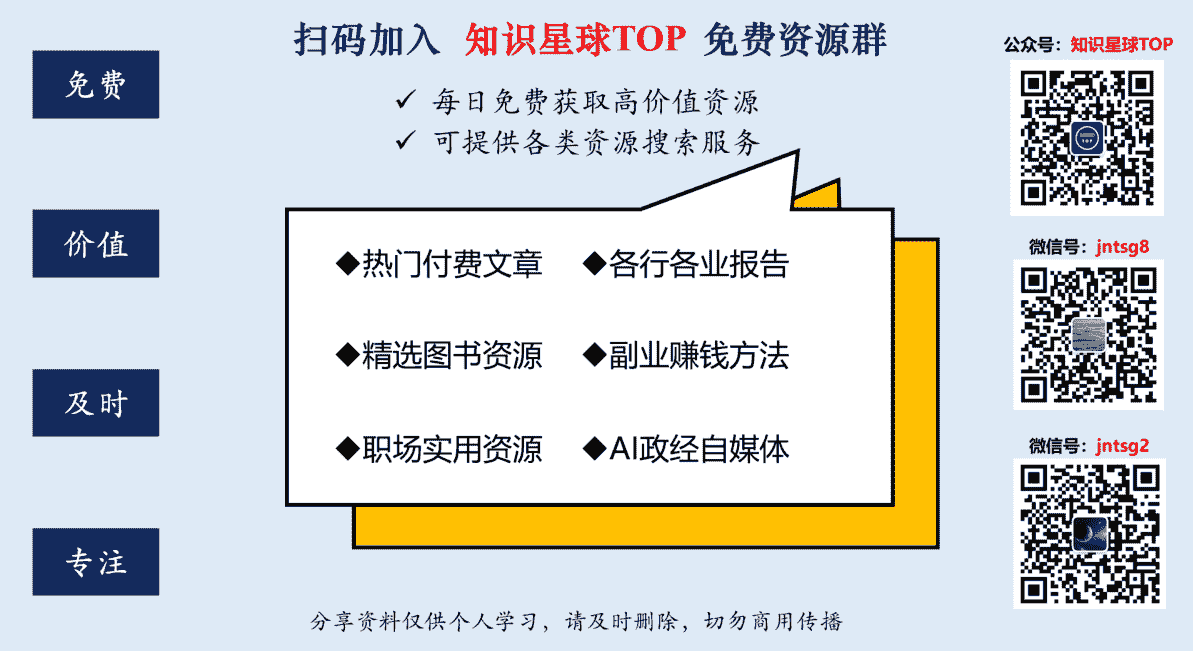 扫码加入 知识星球TOP 免费资源群
✓ 每日免费获取高价值资源
✓ 可提供各类资源搜索服务
免费
价值
及时
专注
◆热门付费文章 ◆各行各业报告
◆精选图书资源 ◆副业赚钱方法
◆职场实用资源 ◆AI政经自媒体
公众号：知识星球TOP
TOP
微信号：jntsg8
微信号：jntsg2
分享资料仅供个人学习，请及时删除，切勿商用传播